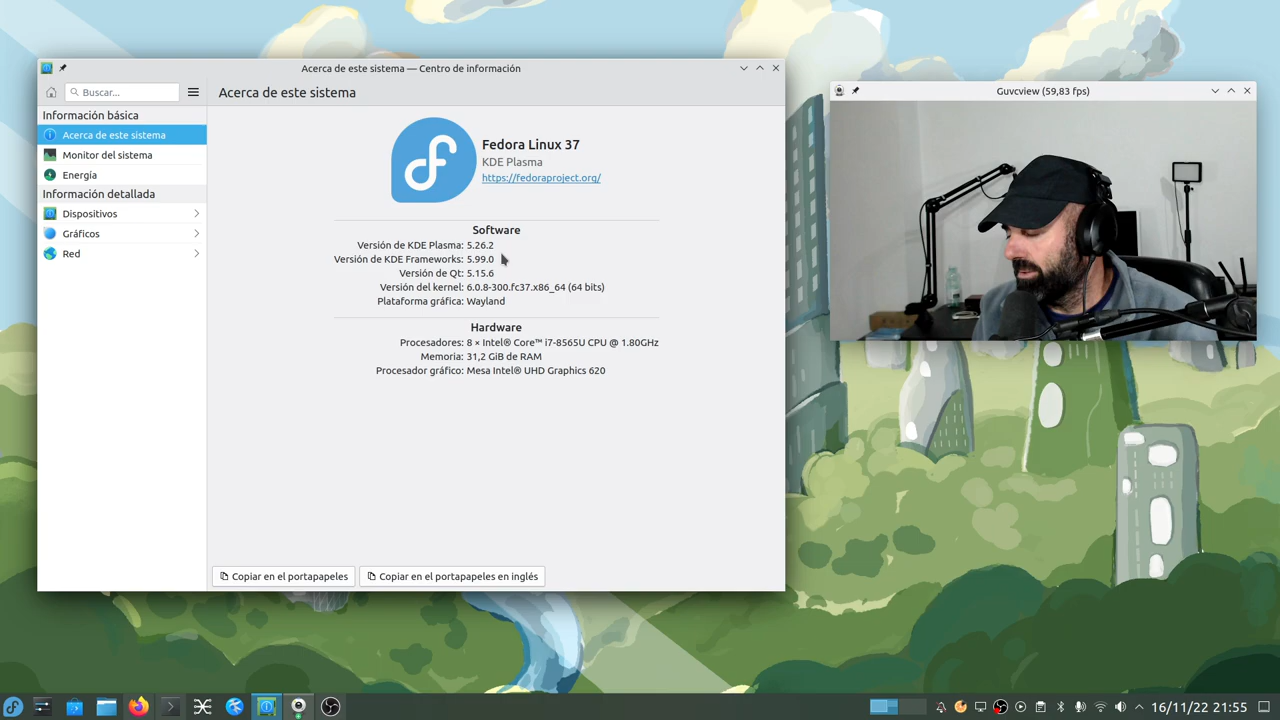 Acerca de este sistema — Centro de información
Buscar...
Acerca de este sistema
Información básica
Acerca de este sistema
Monitor del sistema
Energía
Información detallada
Dispositivos
Gráficos
Red
Fedora Linux 37
KDE Plasma
https://fedoraproject.org/
Software
Versión de KDE Plasma: 5.26.2
Versión de KDE Frameworks: 5.99.0
Versión de Qt: 5.15.6
Versión del kernel: 6.0.8-300.fc37.x86_64 (64 bits)
Plataforma gráfica: Wayland
Hardware
Procesadores: 8 × Intel® Core™ i7-8565U CPU @ 1.80GHz
Memoria: 31,2 GiB de RAM
Procesador gráfico: Mesa Intel® UHD Graphics 620
Copiar en el portapapeles
Copiar en el portapapeles en inglés
Guvcview (59,83 fps)
16/11/22 21:55